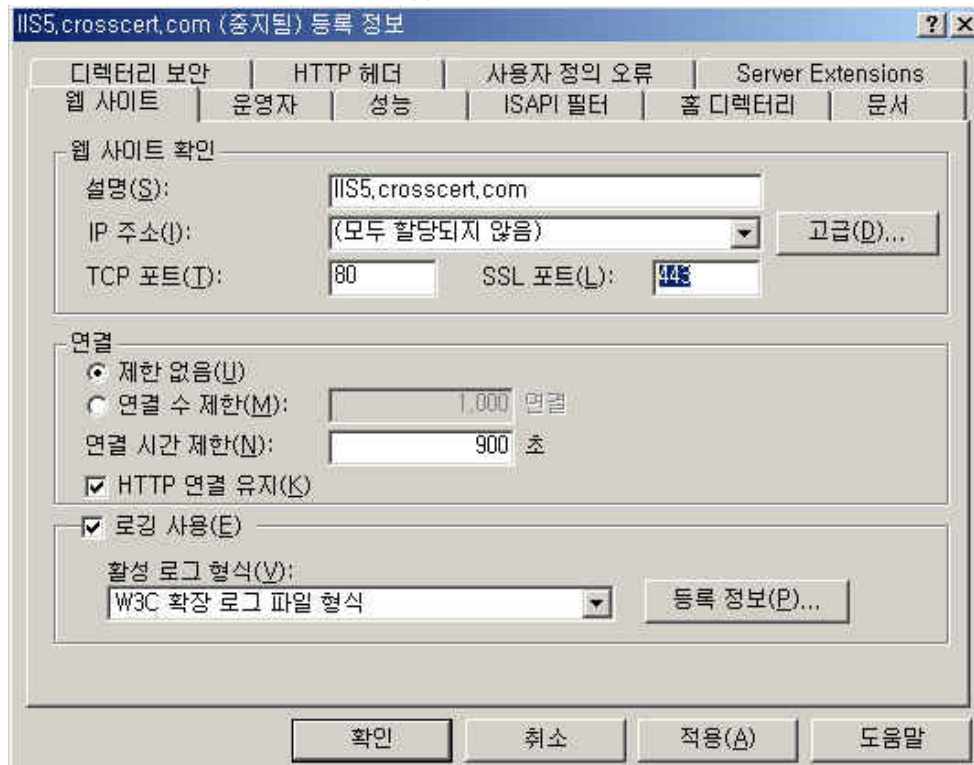 IIS5.crosscert.com (중지됨) 등록 정보
디렉터리 보안 HTTP 헤더 사용자 정의 오류 Server Extensions
웹 사이트 운영자 성능 ISAPI 필터 홈 디렉터리 문서
웹 사이트 확인
설명(S): IIS5.crosscert.com
IP 주소(I): (모두 할당되지 않음) 고급(D)...
TCP 포트(T): 80 SSL 포트(L): 443
연결
제한 없음(U)
연결 수 제한(M): 1,000 연결
연결 시간 제한(N): 900 초
HTTP 연결 유지(K)
로깅 사용(E)
활성 로그 형식(V):
W3C 확장 로그 파일 형식 등록 정보(P)...
확인 취소 적용(A) 도움말